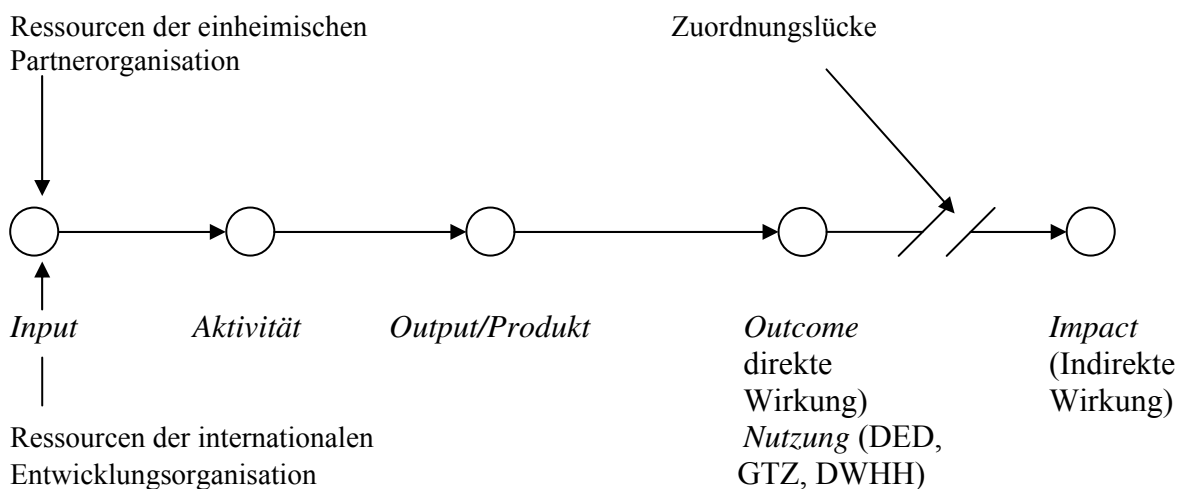 Ressourcen der einheimischen
Partnerorganisation
Zuordnungslücke
Input
Aktivität
Output/Produkt
Outcome
direkte
Wirkung)
Nutzung (DED,
GTZ, DWHH)
Impact
(Indirekte
Wirkung)
Ressourcen der internationalen
Entwicklungsorganisation